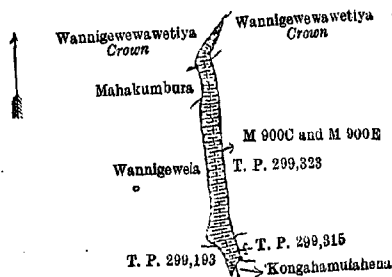 Wannigewewawetiya
Crown
Wannigewewawetiya
Crown
Mahakumbura
M 900C and M 900E
T. P. 299,323
Wannigewela
T. P. 299,315
T. P. 299,193
Kongahamulahena